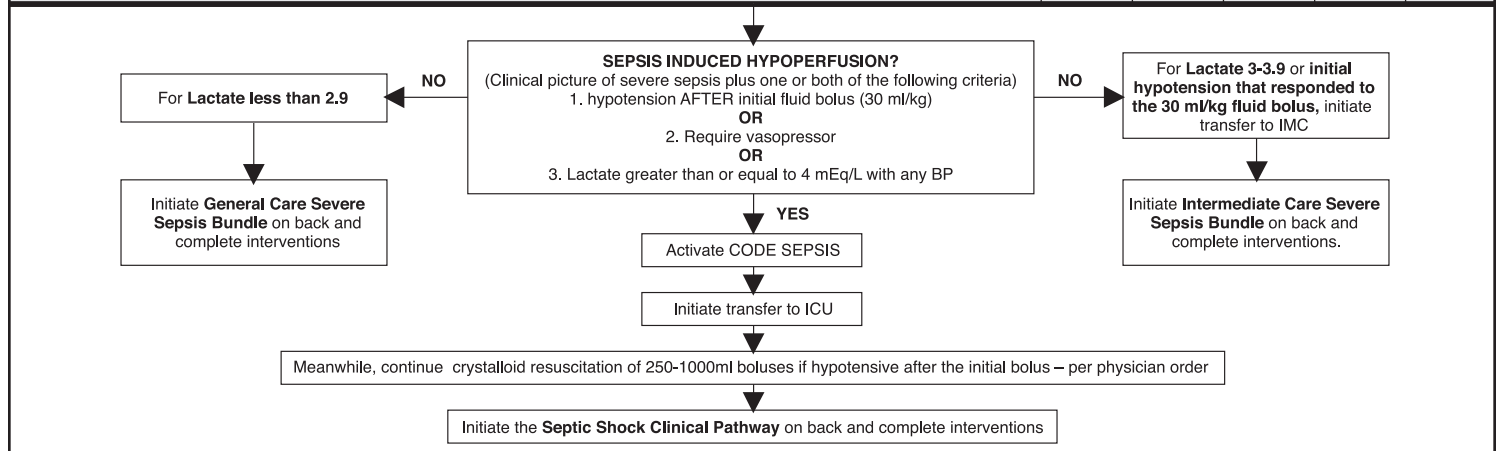 SEPSIS INDUCED HYPOPERFUSION?
(Clinical picture of severe sepsis plus one or both of the following criteria)
1. hypotension AFTER initial fluid bolus (30 ml/kg)
OR
2. Require vasopressor
OR
3. Lactate greater than or equal to 4 mEq/L with any BP
NO
For Lactate less than 2.9
Initiate General Care Severe
Sepsis Bundle on back and
complete interventions
NO
For Lactate 3-3.9 or initial
hypotension that responded to
the 30 ml/kg fluid bolus, initiate
transfer to IMC
Initiate Intermediate Care Severe
Sepsis Bundle on back and
complete interventions.
YES
Activate CODE SEPSIS
Initiate transfer to ICU
Meanwhile, continue crystalloid resuscitation of 250-1000ml boluses if hypotensive after the initial bolus – per physician order
Initiate the Septic Shock Clinical Pathway on back and complete interventions